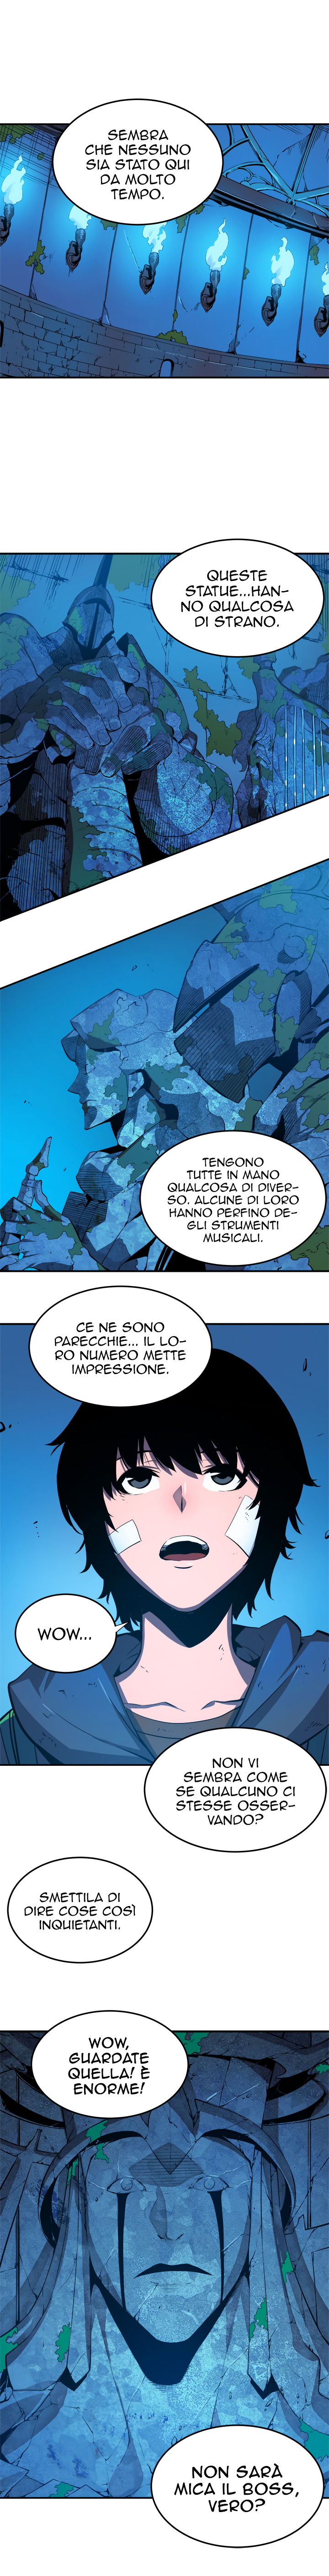 SEMBRA
CHE NESSUNO
SIA STATO QUI
DA MOLTO
TEMPO.
QUESTE
STATUE...HAN-
NO QUALCOSA
DI STRANO.
TENGONO
TUTTE IN MANO
QUALCOSA DI DIVER-
SO. ALCUNE DI LORO
HANNO PERFINO DE-
GLI STRUMENTI
MUSICALI.
CE NE SONO
PARECCHIE... IL LO-
RO NUMERO METTE
IMPRESSIONE.
WOW...
NON VI
SEMBRA COME
SE QUALCUNO CI
STESSE OSSER-
VANDO?
SMETTILA DI
DIRE COSE COSÌ
INQUIETANTI.
WOW,
GUARDATE
QUELLA! È
ENORME!
NON SARÀ
MICA IL BOSS,
VERO?